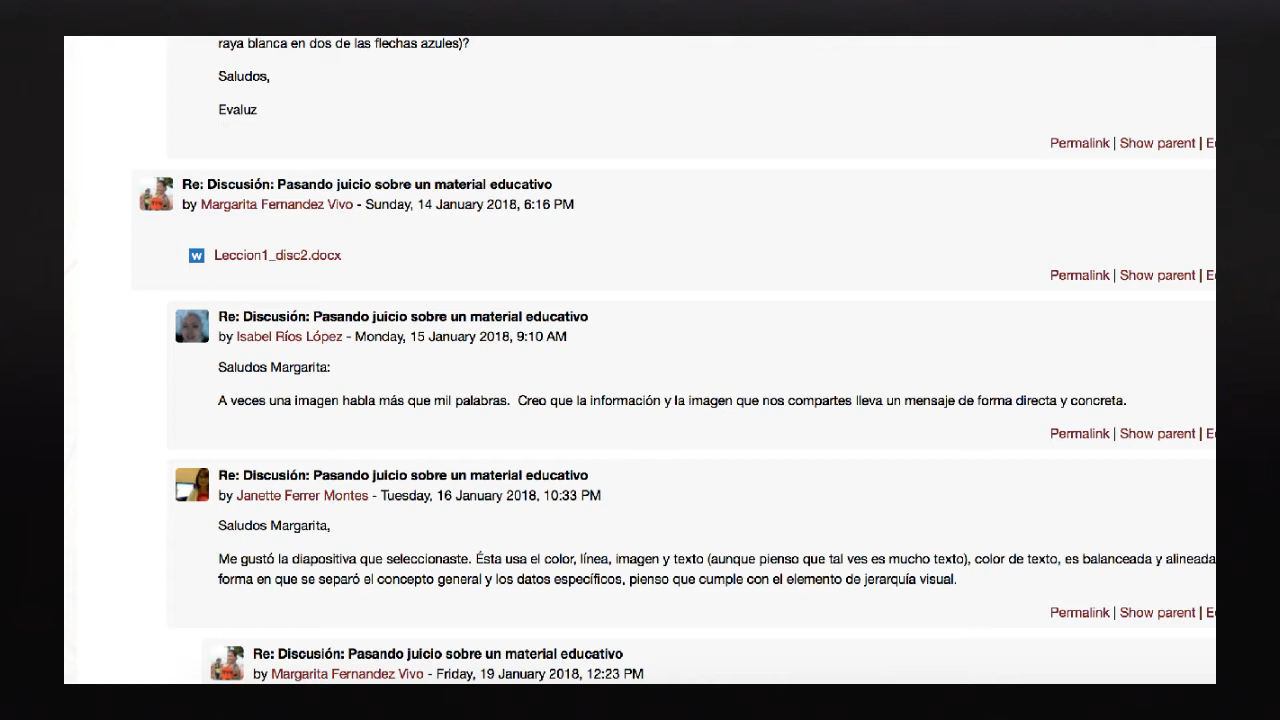 raya blanca en dos de las flechas azules)?
Saludos,
Evaluz
Permalink | Show parent | E
Re: Discusión: Pasando juicio sobre un material educativo
by Margarita Fernandez Vivo - Sunday, 14 January 2018, 6:16 PM
W Leccion1_disc2.docx
Permalink | Show parent | E
Re: Discusión: Pasando juicio sobre un material educativo
by Isabel Ríos López - Monday, 15 January 2018, 9:10 AM
Saludos Margarita:
A veces una imagen habla más que mil palabras.  Creo que la información y la imagen que nos compartes lleva un mensaje de forma directa y concreta.
Permalink | Show parent | E
Re: Discusión: Pasando juicio sobre un material educativo
by Janette Ferrer Montes - Tuesday, 16 January 2018, 10:33 PM
Saludos Margarita,
Me gustó la diapositiva que seleccionaste. Ésta usa el color, línea, imagen y texto (aunque pienso que tal ves es mucho texto), color de texto, es balanceada y alineada
forma en que se separó el concepto general y los datos específicos, pienso que cumple con el elemento de jerarquía visual.
Permalink | Show parent | E
Re: Discusión: Pasando juicio sobre un material educativo
by Margarita Fernandez Vivo - Friday, 19 January 2018, 12:23 PM